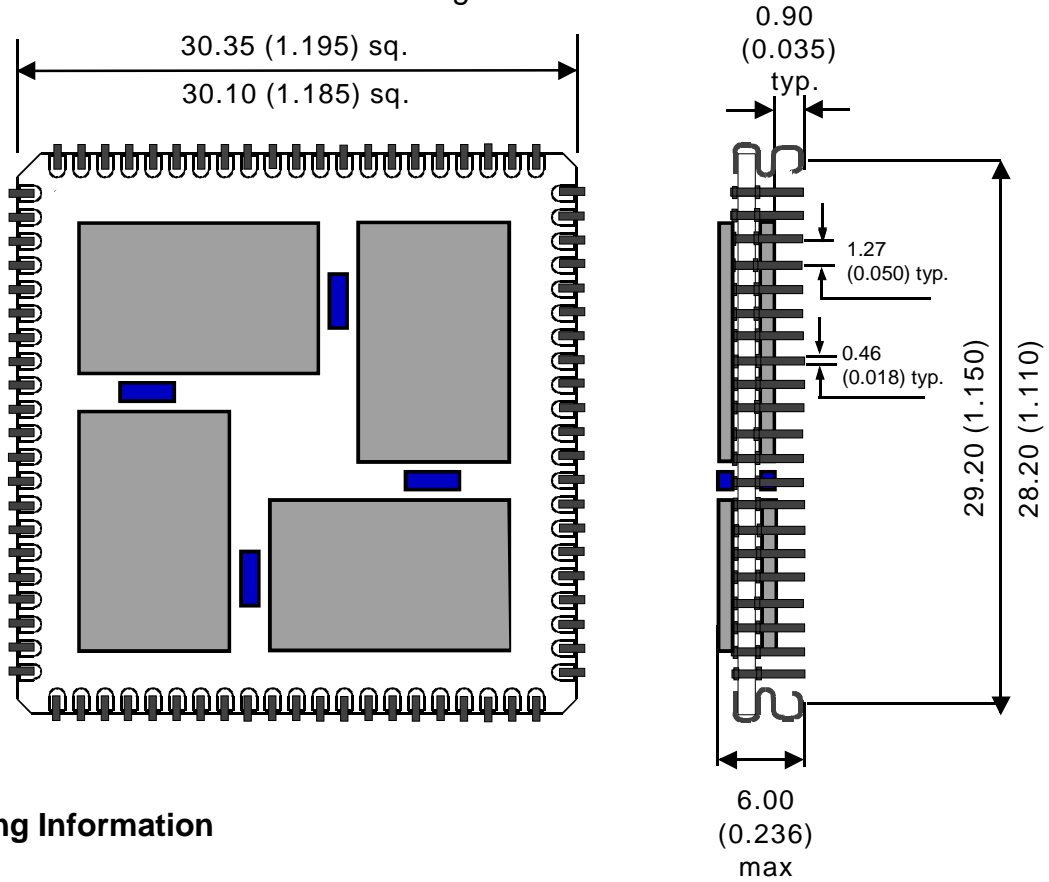 30.35 (1.195) sq.
30.10 (1.185) sq.
0.90
(0.035)
typ.
1.27
(0.050) typ.
0.46
(0.018) typ.
29.20 (1.150)
28.20 (1.110)
6.00
(0.236)
max
ng Information